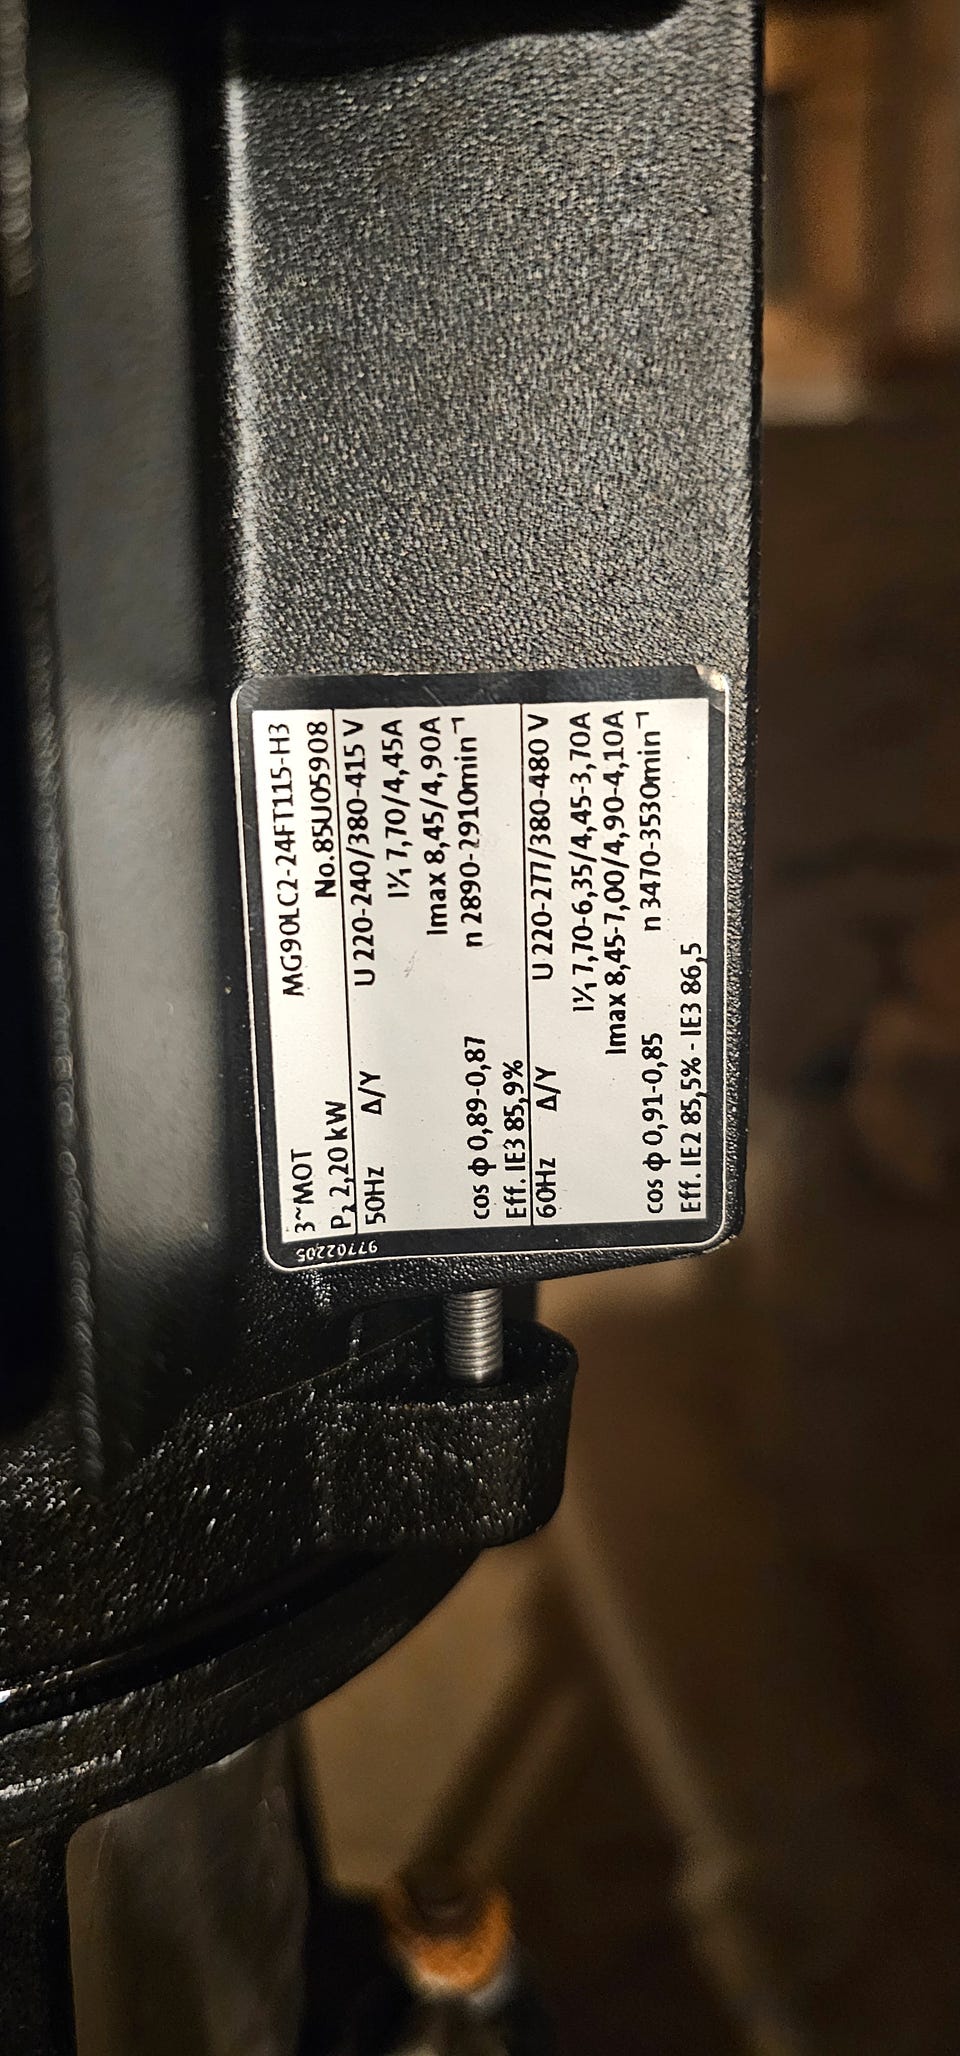 3~MOT MG90LC2-24FT115-H3
P₂ 2,20 kW No.85U05908
50Hz Δ/Y U 220-240/380-415 V
I¹⁄₁ 7,70/4,45A
Imax 8,45/4,90A
cos ϕ 0,89-0,87 n 2890-2910min⁻¹
Eff. IE3 85,9%
60Hz Δ/Y U 220-277/380-480 V
I¹⁄₁ 7,70-6,35/4,45-3,70A
Imax 8,45-7,00/4,90-4,10A
cos ϕ 0,91-0,85 n 3470-3530min⁻¹
Eff. IE2 85,5% - IE3 86,5
97702205